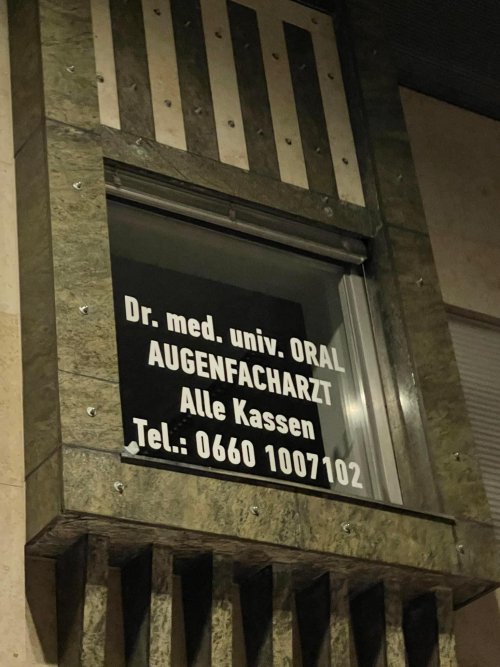 Dr. med. univ. ORAL
AUGENFACHARZT
Alle Kassen
Tel.: 0660 1007102